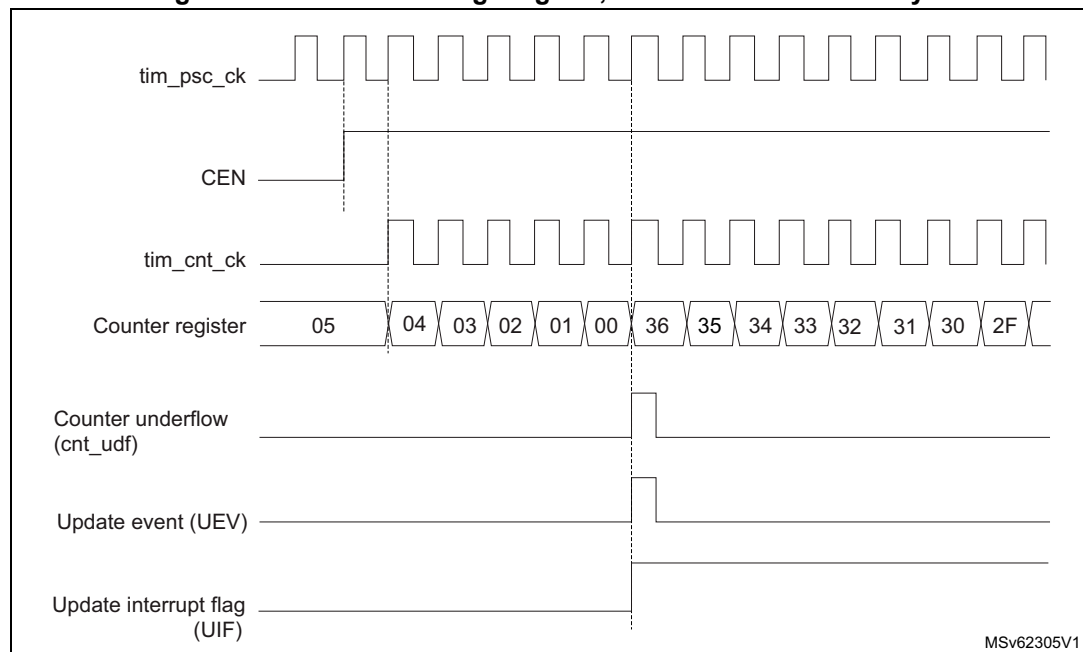 tim_psc_ck
CEN
tim_cnt_ck
Counter register 05 04 03 02 01 00 36 35 34 33 32 31 30 2F
Counter underflow
(cnt_udf)
Update event (UEV)
Update interrupt flag
(UIF)
MSv62305V1